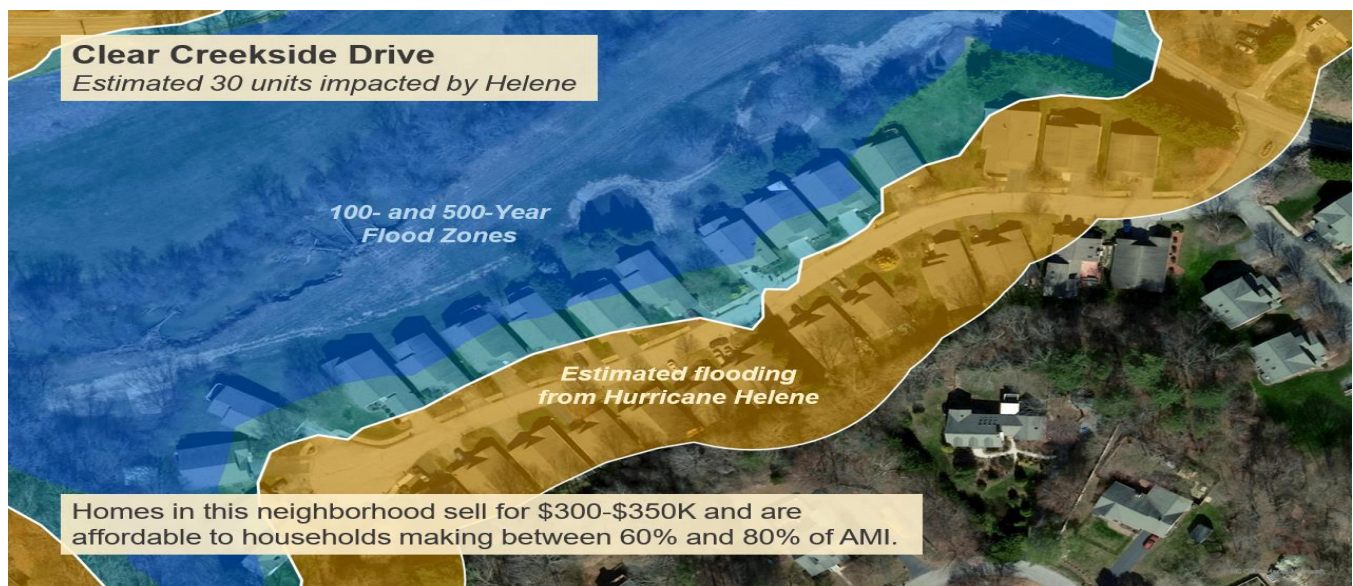 Clear Creekside Drive
Estimated 30 units impacted by Helene
100- and 500-Year
Flood Zones
Estimated flooding
from Hurricane Helene
Homes in this neighborhood sell for $300-$350K and are
affordable to households making between 60% and 80% of AMI.